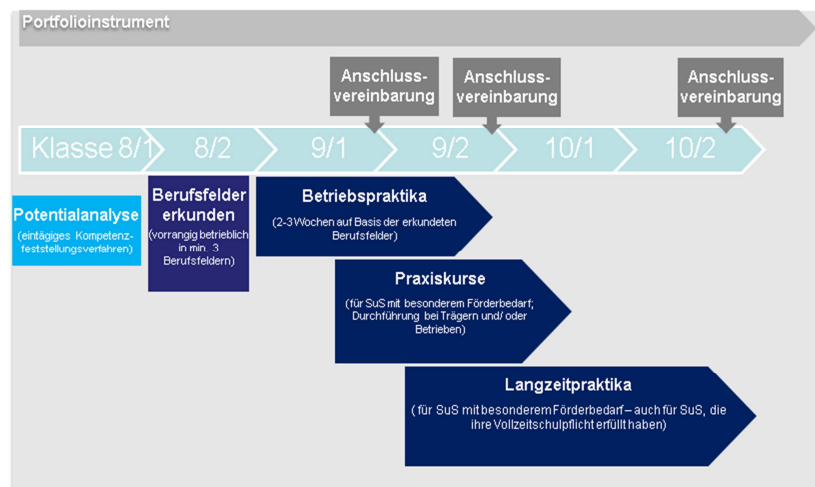 Portfolioinstrument
Anschluss-
vereinbarung
Anschluss-
vereinbarung
Anschluss-
vereinbarung
Klasse 8/1
8/2
9/1
9/2
10/1
10/2
Potentialanalyse
(eintägiges Kompetenz-
feststellungsverfahren)
Berufsfelder
erkunden
(vorrangig betrieblich
in min. 3
Berufsfeldern)
Betriebspraktika
(2-3 Wochen auf Basis der erkundeten
Berufsfelder)
Praxiskurse
(für SuS mit besonderem Förderbedarf;
Durchführung bei Trägern und/ oder
Betrieben)
Langzeitpraktika
( für SuS mit besonderem Förderbedarf – auch für SuS, die
ihre Vollzeitschulpflicht erfüllt haben)